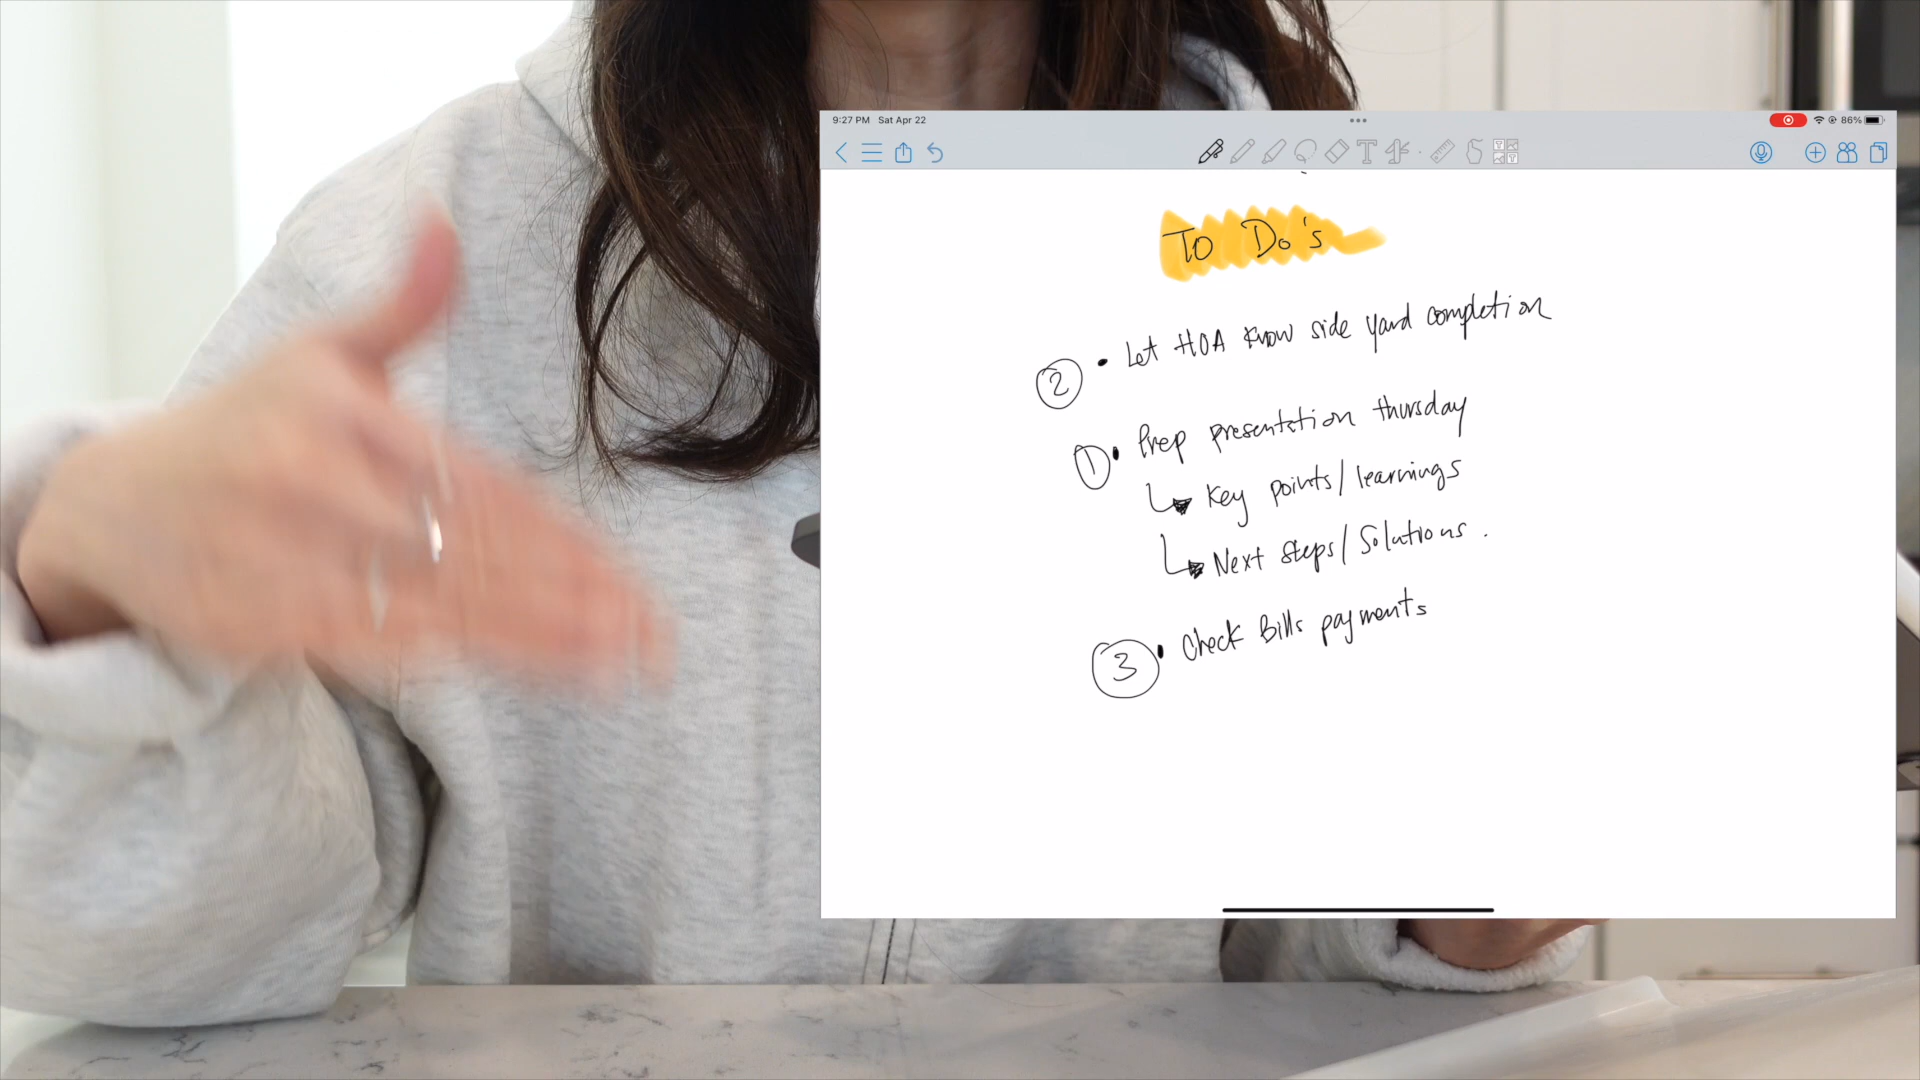 9:27 PM Sat Apr 22
86%
To Do's
② • Let HOA know side yard completion
① • Prep presentation thursday
Key points/learnings
Next steps/Solutions.
③ • Check Bills payments